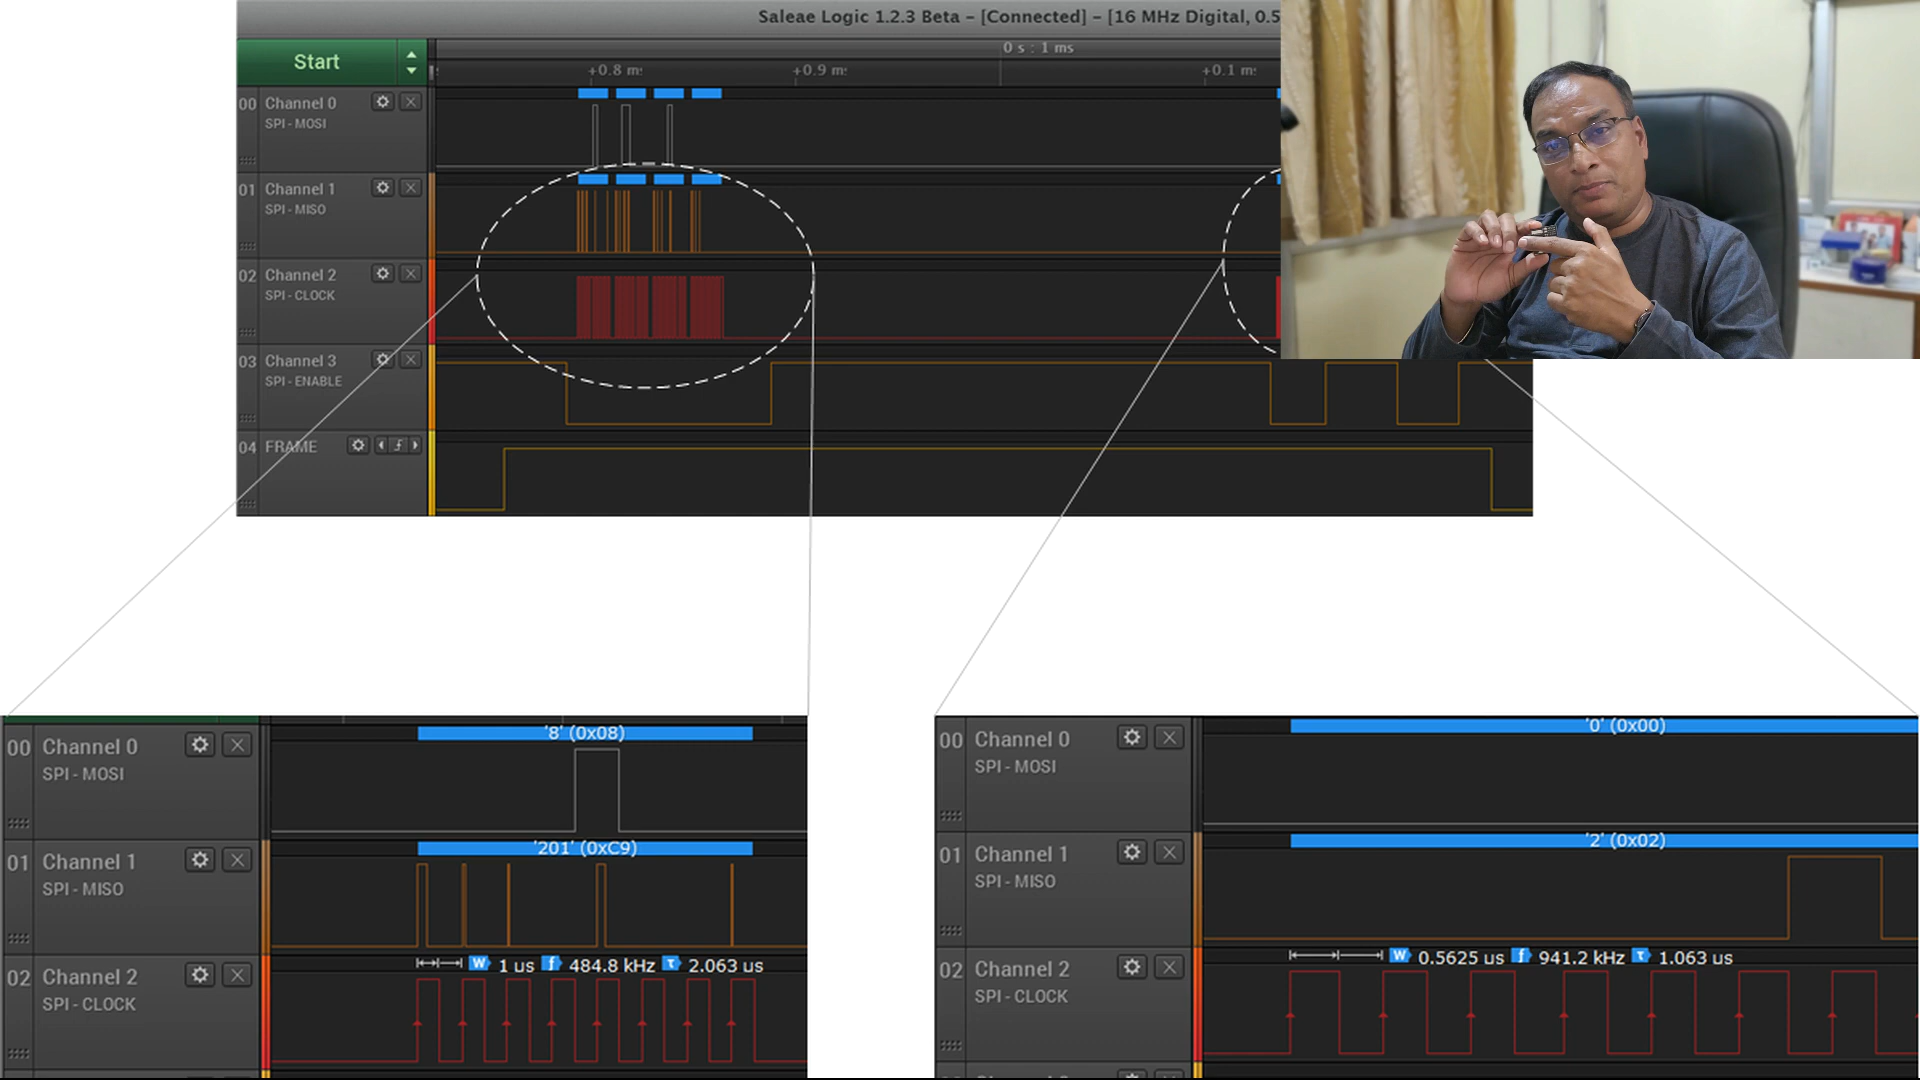 Saleae Logic 1.2.3 Beta – [Connected] – [16 MHz Digital, 0.5
Start
0 s : 1 ms
+0.8 ms
+0.9 ms
+0.1 ms
00 Channel 0
SPI - MOSI
01 Channel 1
SPI - MISO
02 Channel 2
SPI - CLOCK
03 Channel 3
SPI - ENABLE
04 FRAME
00 Channel 0
SPI - MOSI
'8' (0x08)
01 Channel 1
SPI - MISO
'201' (0xC9)
02 Channel 2
SPI - CLOCK
W 1 us f 484.8 kHz τ 2.063 us
00 Channel 0
SPI - MOSI
'0' (0x00)
01 Channel 1
SPI - MISO
'2' (0x02)
02 Channel 2
SPI - CLOCK
W 0.5625 us f 941.2 kHz τ 1.063 us